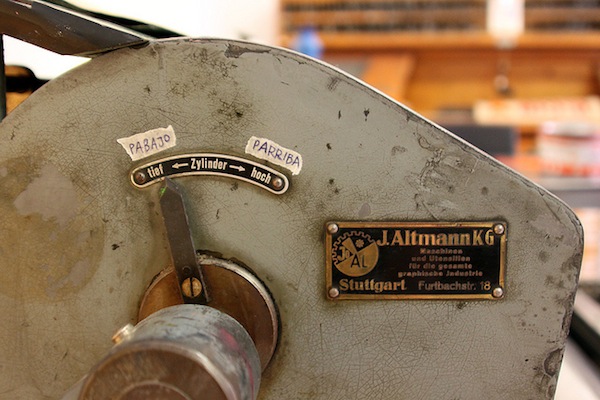 PABAJO
PARRIBA
tief ← Zylinder → hoch
J. Altmann KG
Maschinen
und Utensilien
für die gesamte
graphische Industrie
Stuttgart Furtbachstr. 18